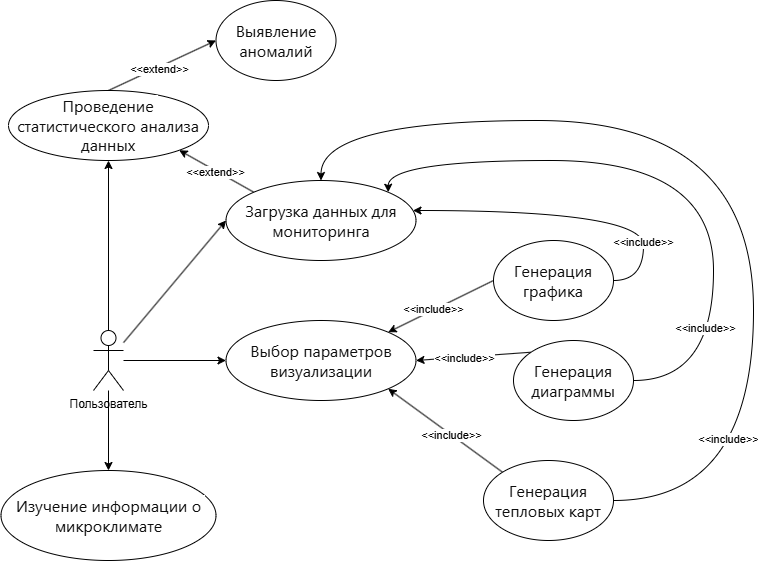 Выявление
аномалий
<<extend>>
Проведение
статистического анализа
данных
<<extend>>
Загрузка данных для
мониторинга
<<include>>
Генерация
графика
<<include>>
<<include>>
Выбор параметров
визуализации
<<include>>
Генерация
диаграммы
Пользователь
<<include>>
<<include>>
Генерация
тепловых карт
Изучение информации о
микроклимате